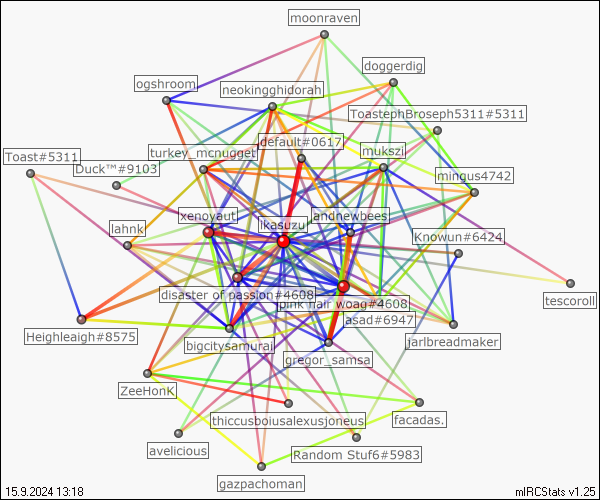 moonraven
doggerdig
ogshroom
neokingghidorah
ToastephBroseph5311#5311
default#0617
mukszi
turkey_mcnugget
Toast#5311
Duck™#9103
mingus4742
xenoyaut
ikasuzu
andnewbees
lahnk
Knowun#6424
tescoroll
disaster of passion#4608
pink hair woag#4608
asad#6947
Heighleaigh#8575
bigcitysamurai
jarlbreadmaker
gregor_samsa
ZeeHonK
thiccusboiusalexusjoneus
facadas.
avelicious
Random Stuf6#5983
gazpachoman
15.9.2024 13:18
mIRCStats v1.25